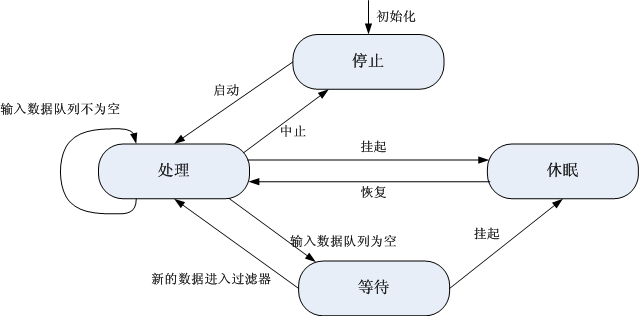 初始化
停止
启动
输入数据队列不为空
中止
挂起
处理
休眠
恢复
输入数据队列为空
挂起
新的数据进入过滤器
等待